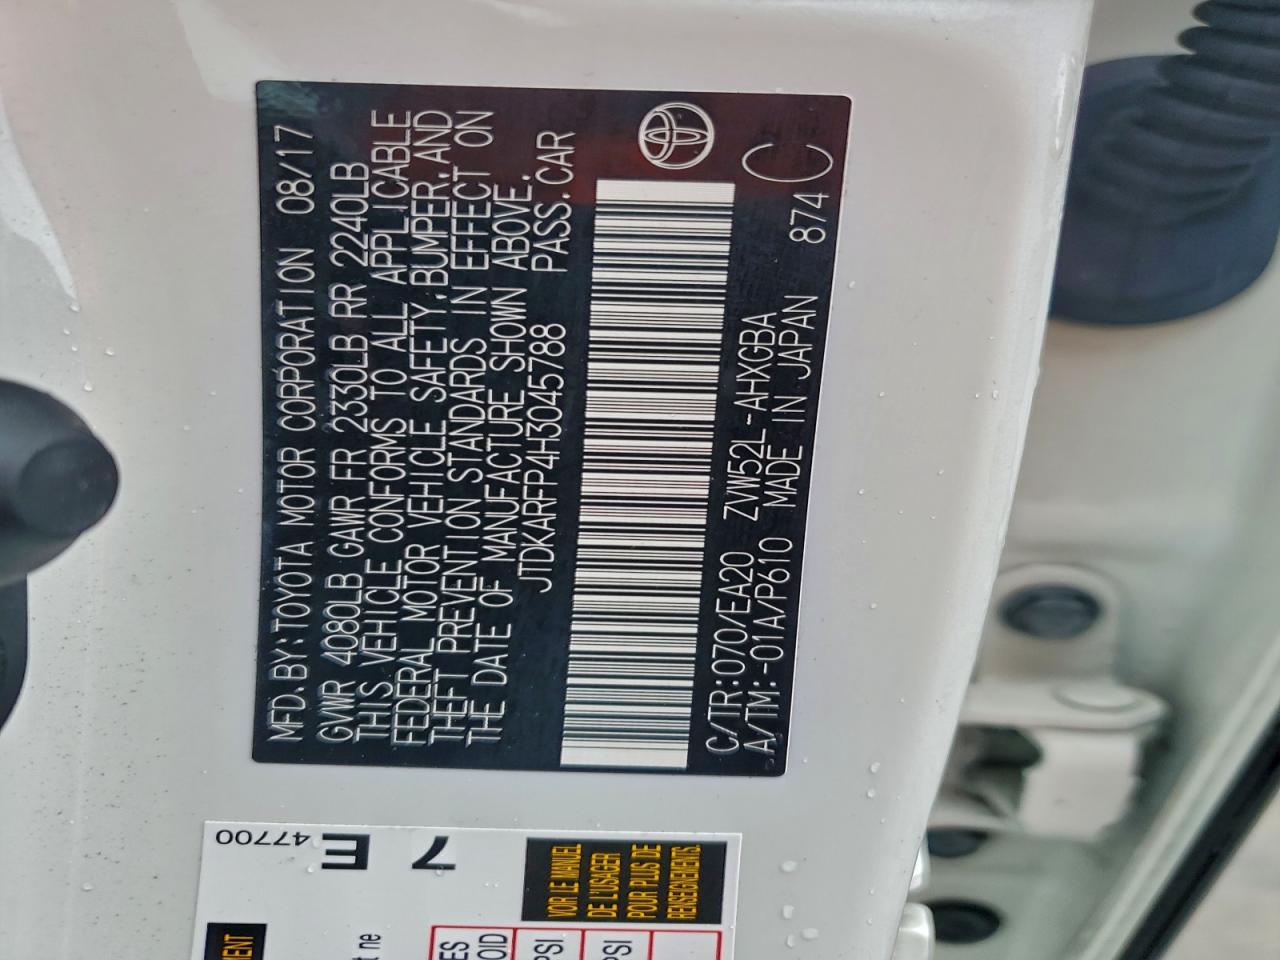 MFD. BY: TOYOTA MOTOR CORPORATION 08/17
GVWR 4080LB GAWR FR 2330LB RR 2240LB
THIS VEHICLE CONFORMS TO ALL APPLICABLE
FEDERAL MOTOR VEHICLE SAFETY, BUMPER, AND
THEFT PREVENTION STANDARDS IN EFFECT ON
THE DATE OF MANUFACTURE SHOWN ABOVE.
JTDKARFP4H3045788 PASS. CAR
C/TR:070/EA20 ZVW52L-AHXGBA
A/TM:-01A/P610 MADE IN JAPAN 874 C
47700
7E
VOIR LE MANUEL
DE L'USAGER
POUR PLUS DE
RENSEIGNEMENTS.
PSI
PSI